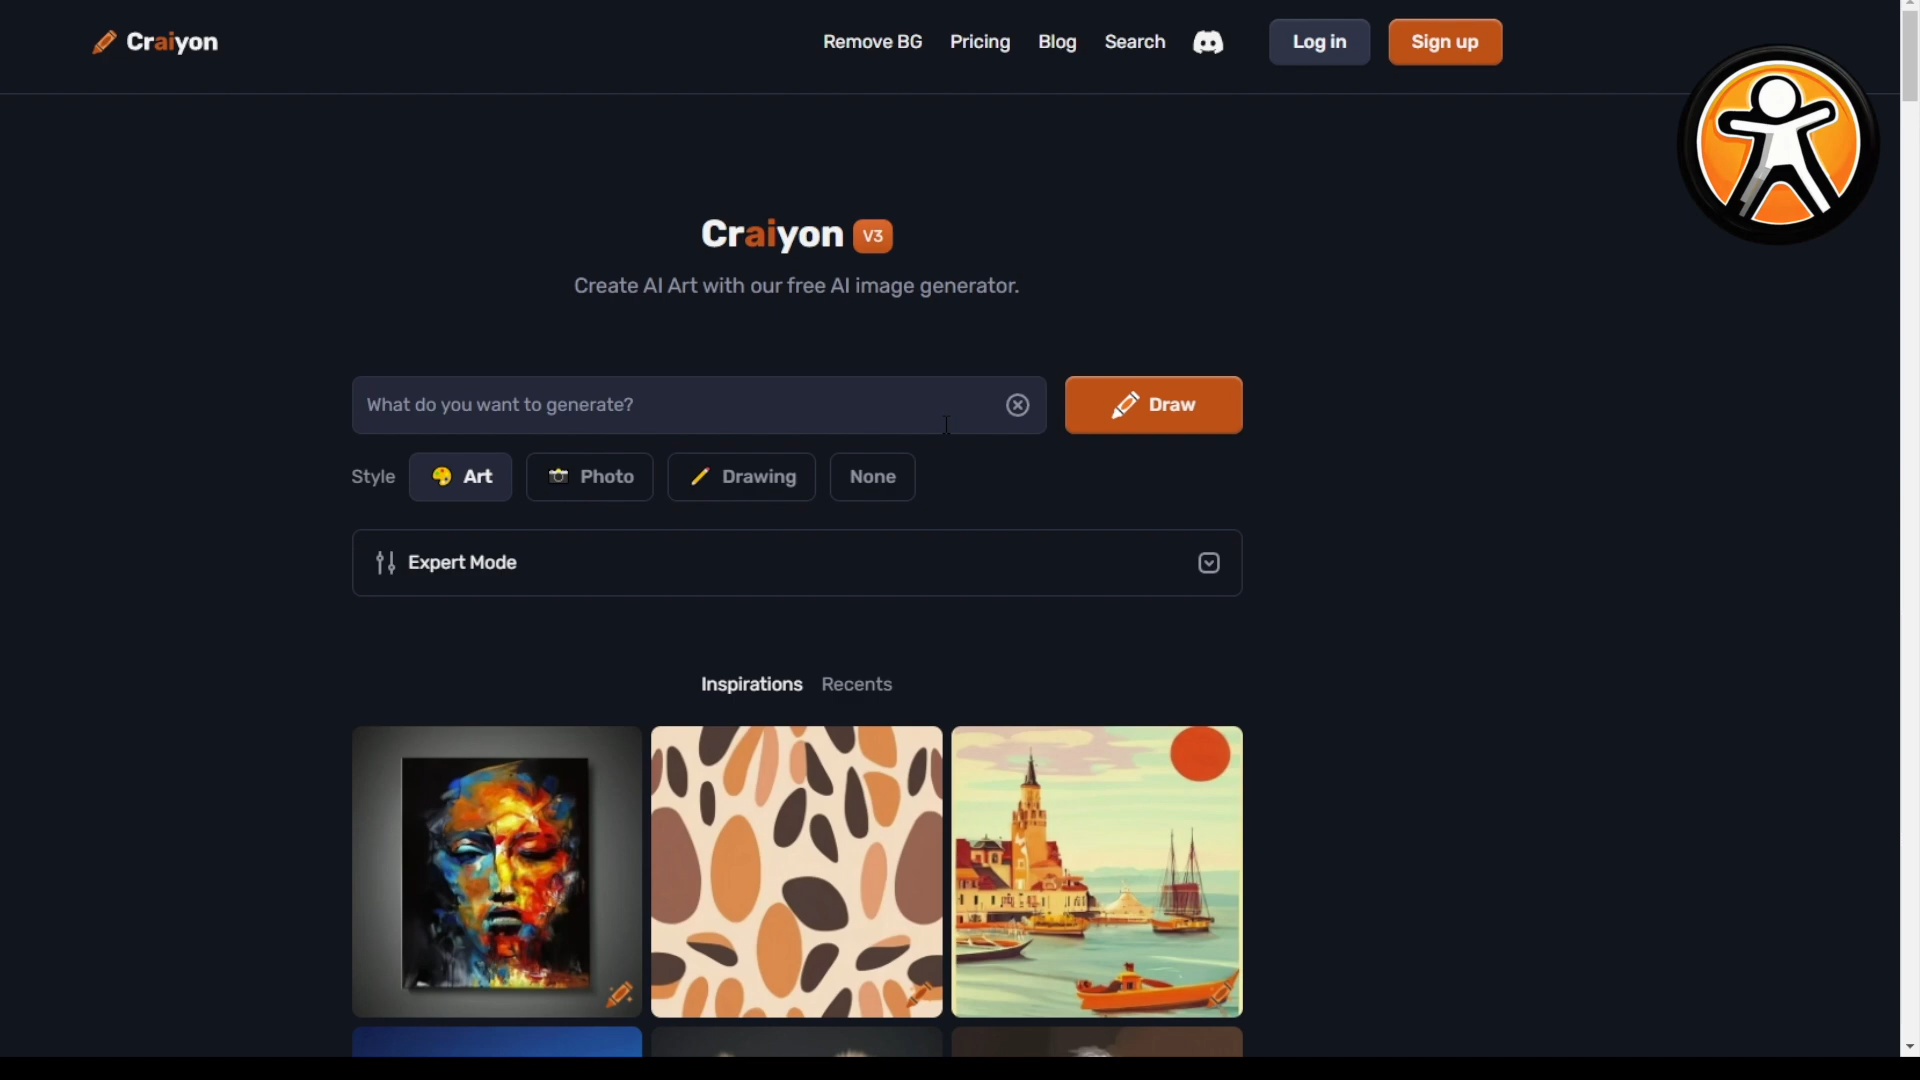 Craiyon
Remove BG
Pricing
Blog
Search
Log in
Sign up
Craiyon V3
Create AI Art with our free AI image generator.
What do you want to generate?
Draw
Style
Art
Photo
Drawing
None
Expert Mode
Inspirations
Recents